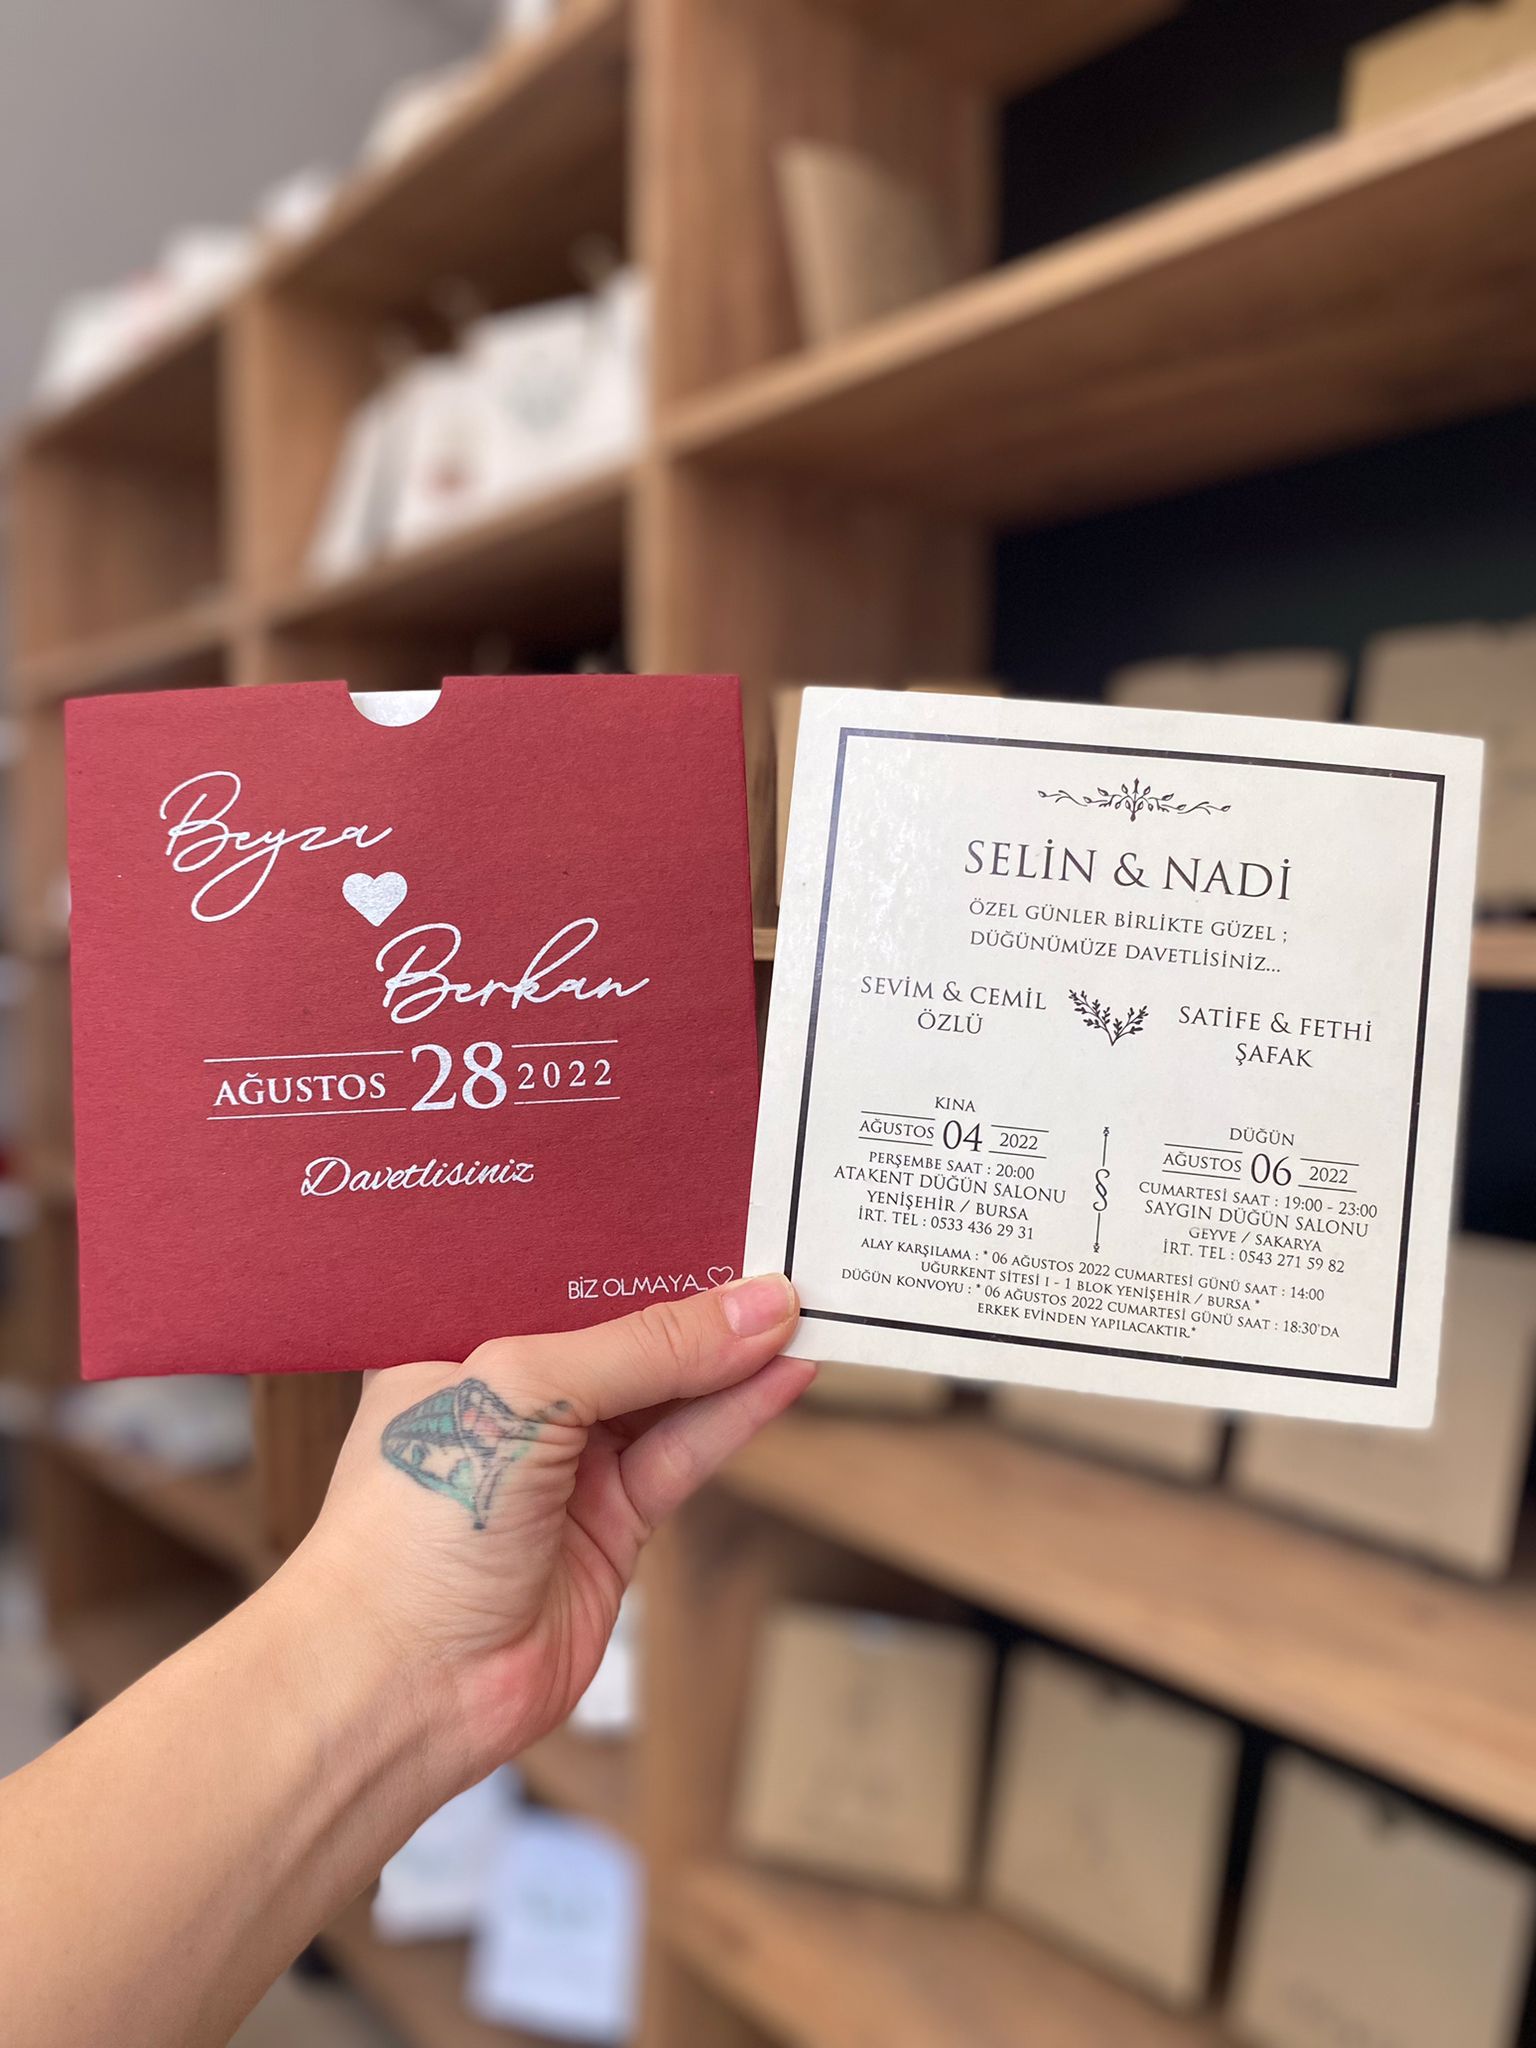 Beyza
Berkan
AĞUSTOS 28 2022
Davetlisiniz
BİZ OLMAYA...
SELİN & NADİ
ÖZEL GÜNLER BİRLİKTE GÜZEL ;
DÜĞÜNÜMÜZE DAVETLİSİNİZ...
SEVİM & CEMİL
ÖZLÜ
SATİFE & FETHİ
ŞAFAK
KINA
AĞUSTOS 04 2022
PERŞEMBE SAAT : 20:00
ATAKENT DÜĞÜN SALONU
YENİŞEHİR / BURSA
İRT. TEL : 0533 436 29 31
DÜĞÜN
AĞUSTOS 06 2022
CUMARTESİ SAAT : 19:00 - 23:00
SAYGIN DÜĞÜN SALONU
GEYVE / SAKARYA
İRT. TEL : 0543 271 59 82
ALAY KARŞILAMA : * 06 AĞUSTOS 2022 CUMARTESİ GÜNÜ SAAT : 14:00
UĞURKENT SİTESİ 1 - 1 BLOK YENİŞEHİR / BURSA *
DÜĞÜN KONVOYU : * 06 AĞUSTOS 2022 CUMARTESİ GÜNÜ SAAT : 18:30'DA
ERKEK EVİNDEN YAPILACAKTIR.*